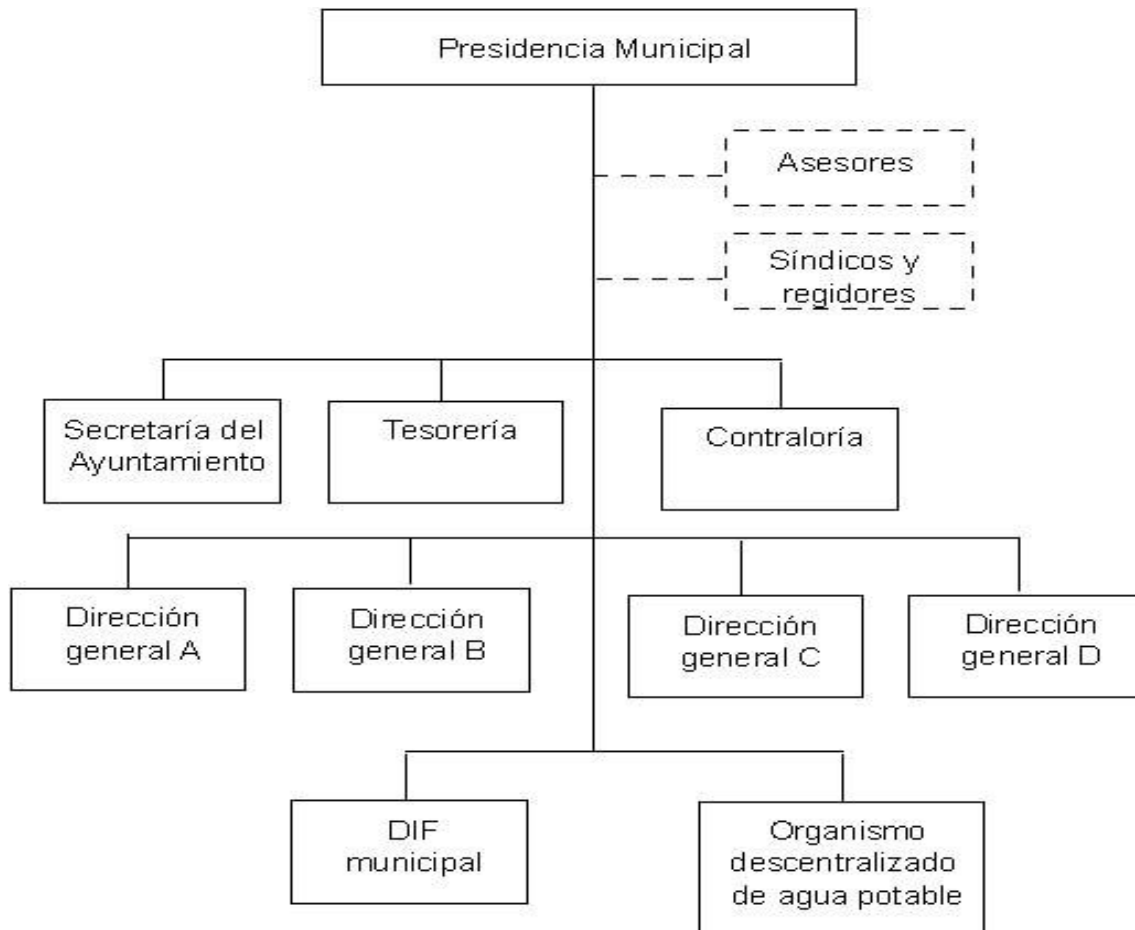 Presidencia Municipal
Asesores
Síndicos y
regidores
Secretaría del
Ayuntamiento
Tesorería
Contraloría
Dirección
general A
Dirección
general B
Dirección
general C
Dirección
general D
DIF
municipal
Organismo
descentralizado
de agua potable